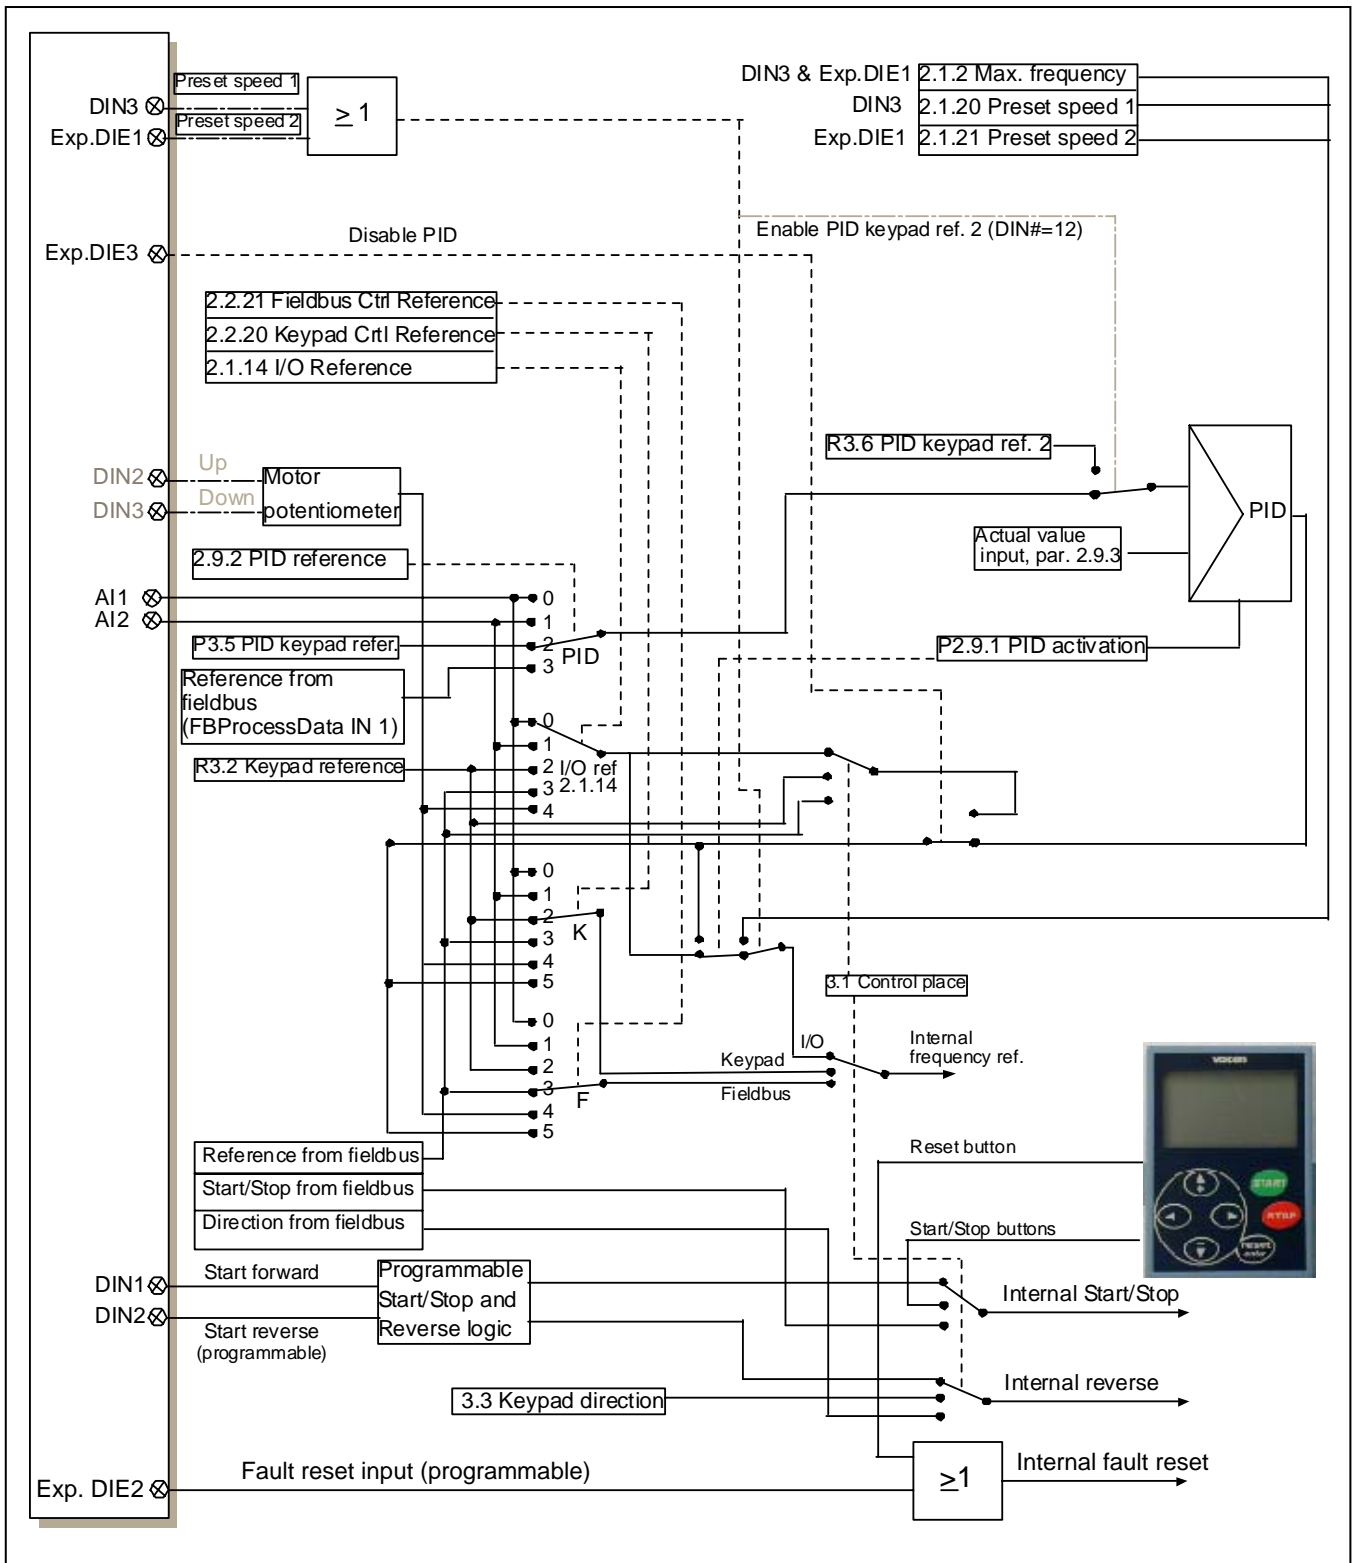 Preset speed 1
DIN3
Preset speed 2
Exp.DIE1
≥1
DIN3 & Exp.DIE1 2.1.2 Max. frequency
DIN3 2.1.20 Preset speed 1
Exp.DIE1 2.1.21 Preset speed 2
Enable PID keypad ref. 2 (DIN#=12)
Exp.DIE3
Disable PID
2.2.21 Fieldbus Ctrl Reference
2.2.20 Keypad Crtl Reference
2.1.14 I/O Reference
R3.6 PID keypad ref. 2
DIN2
Up
DIN3
Down
Motor
potentiometer
PID
Actual value
input, par. 2.9.3
2.9.2 PID reference
AI1
AI2
0
1
2
3
PID
P3.5 PID keypad refer.
P2.9.1 PID activation
Reference from
fieldbus
(FBProcessData IN 1)
R3.2 Keypad reference
0
1
2
3
4
I/O ref
2.1.14
0
1
2
3
4
5
K
3.1 Control place
0
1
2
3
4
5
F
I/O
Keypad
Fieldbus
Internal
frequency ref.
Reference from fieldbus
Start/Stop from fieldbus
Direction from fieldbus
Reset button
Start/Stop buttons
START
STOP
reset
DIN1
Start forward
DIN2
Start reverse
(programmable)
Programmable
Start/Stop and
Reverse logic
Internal Start/Stop
3.3 Keypad direction
Internal reverse
Exp. DIE2
Fault reset input (programmable)
≥1
Internal fault reset